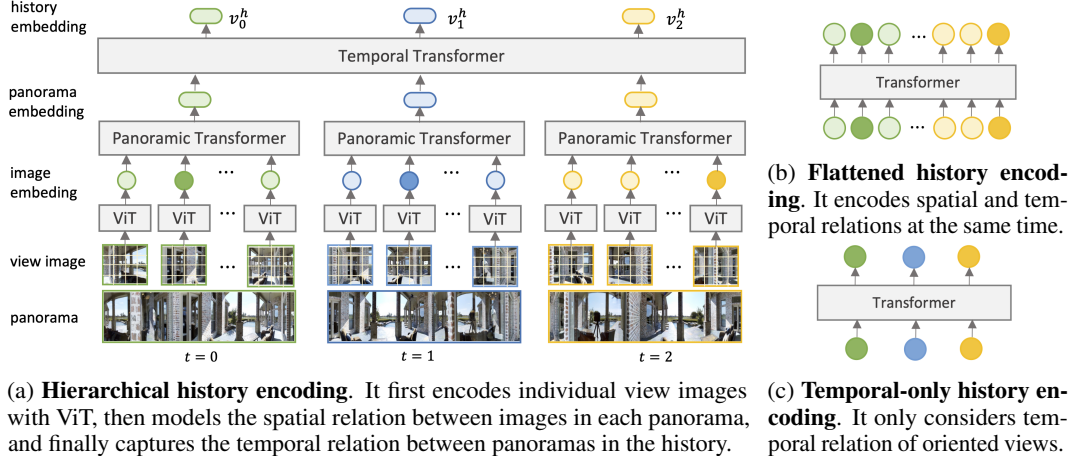 history
embedding
v_0^h
v_1^h
v_2^h
Temporal Transformer
panorama
embedding
Panoramic Transformer
Panoramic Transformer
Panoramic Transformer
image
embeding
...
...
...
ViT
ViT
...
ViT
ViT
ViT
...
ViT
ViT
ViT
...
ViT
view image
...
...
...
panorama
t = 0
t = 1
t = 2
(a) Hierarchical history encoding. It first encodes individual view images
with ViT, then models the spatial relation between images in each panorama,
and finally captures the temporal relation between panoramas in the history.
...
Transformer
...
(b) Flattened history encod-
ing. It encodes spatial and tem-
poral relations at the same time.
Transformer
(c) Temporal-only history en-
coding. It only considers tem-
poral relation of oriented views.